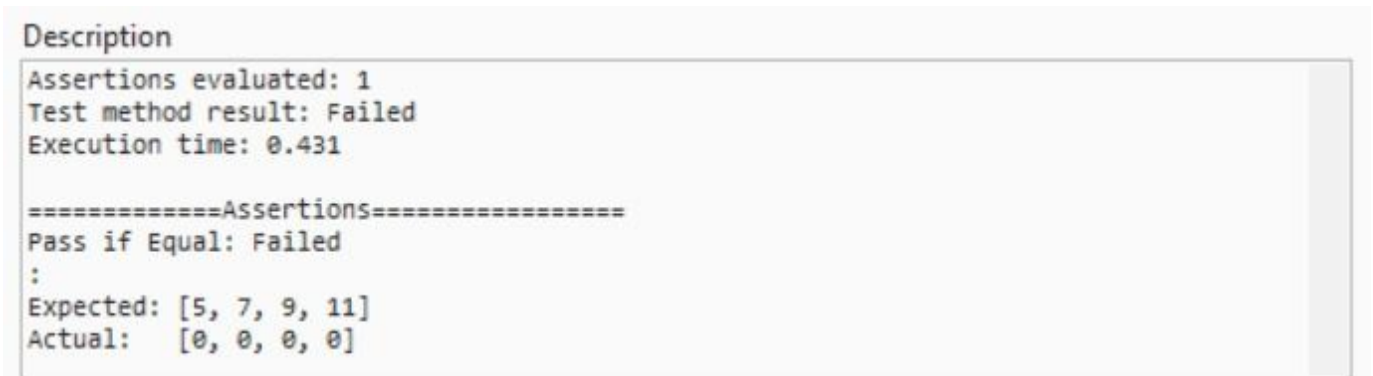 Description
Assertions evaluated: 1
Test method result: Failed
Execution time: 0.431
=============Assertions=================
Pass if Equal: Failed
:
Expected: [5, 7, 9, 11]
Actual:   [0, 0, 0, 0]